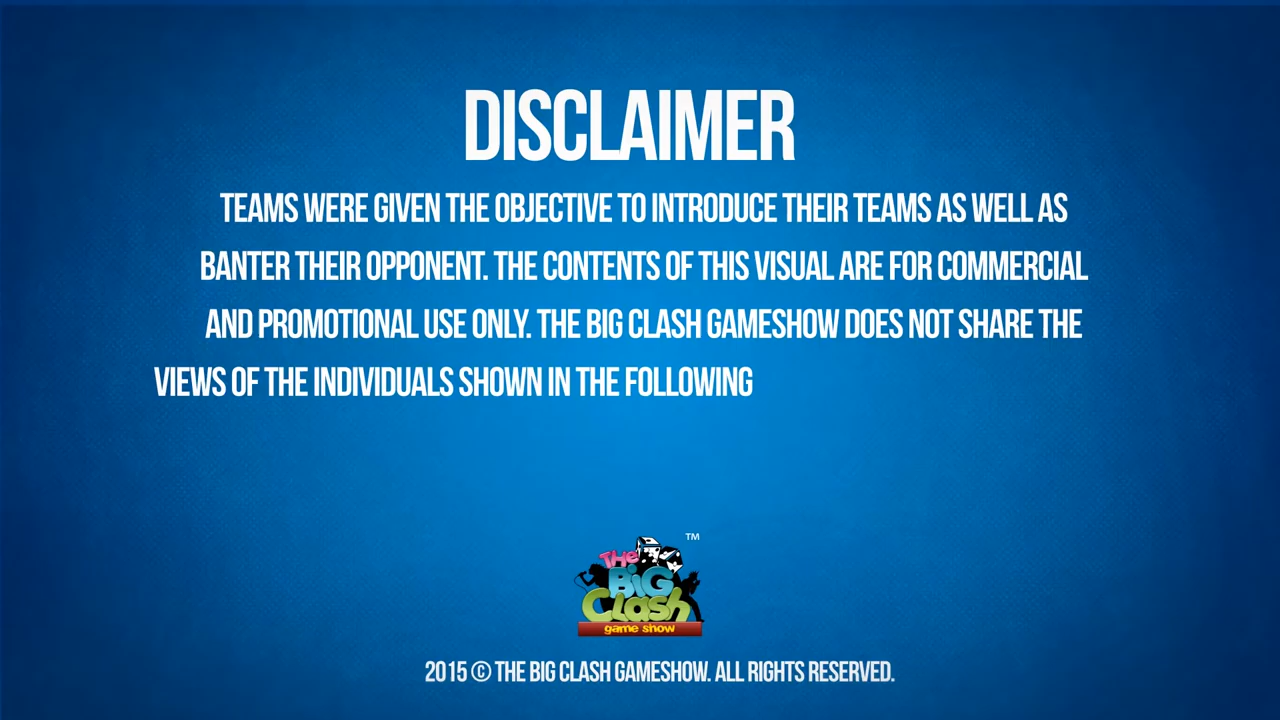 DISCLAIMER
TEAMS WERE GIVEN THE OBJECTIVE TO INTRODUCE THEIR TEAMS AS WELL AS
BANTER THEIR OPPONENT. THE CONTENTS OF THIS VISUAL ARE FOR COMMERCIAL
AND PROMOTIONAL USE ONLY. THE BIG CLASH GAMESHOW DOES NOT SHARE THE
VIEWS OF THE INDIVIDUALS SHOWN IN THE FOLLOWING
TM
The
BiG
Clash
game show
2015 © THE BIG CLASH GAMESHOW. ALL RIGHTS RESERVED.